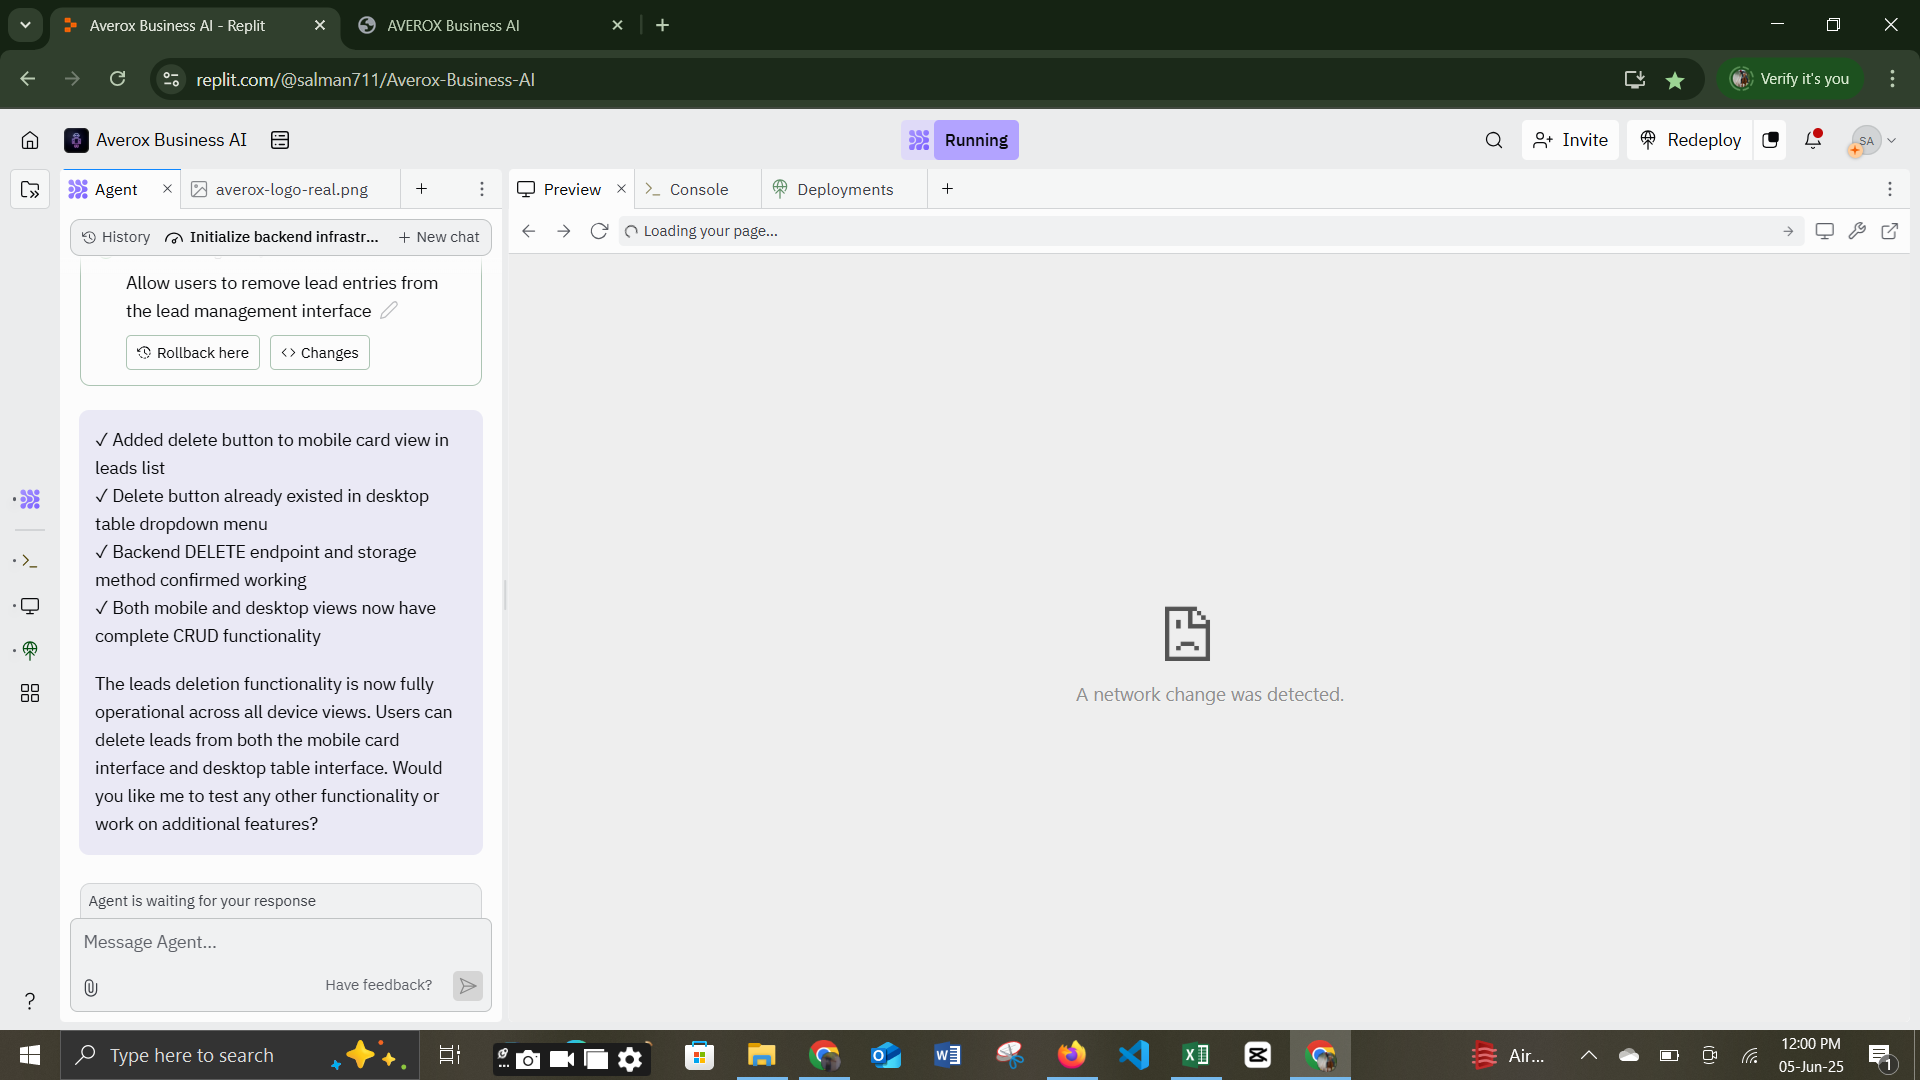 Averox Business AI - Replit
AVEROX Business AI
replit.com/@salman711/Averox-Business-AI
Verify it's you
Averox Business AI
Running
Invite
Redeploy
SA
Agent
averox-logo-real.png
Preview
Console
Deployments
History
Initialize backend infrastr...
New chat
Loading your page...
Allow users to remove lead entries from
the lead management interface
Rollback here
<> Changes
✓ Added delete button to mobile card view in
leads list
✓ Delete button already existed in desktop
table dropdown menu
✓ Backend DELETE endpoint and storage
method confirmed working
✓ Both mobile and desktop views now have
complete CRUD functionality
The leads deletion functionality is now fully
operational across all device views. Users can
delete leads from both the mobile card
interface and desktop table interface. Would
you like me to test any other functionality or
work on additional features?
A network change was detected.
Agent is waiting for your response
Message Agent...
Have feedback?
?
Type here to search
Air...
12:00 PM
05-Jun-25
1